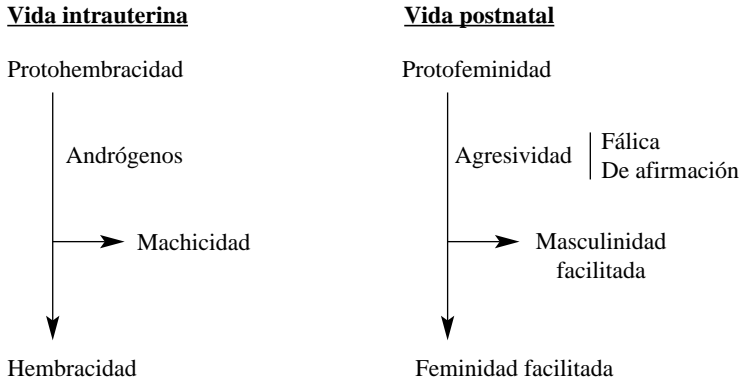 Vida intrauterina
Protohembracidad
Andrógenos
Machicidad
Hembracidad
Vida postnatal
Protofeminidad
Agresividad
Fálica
De afirmación
Masculinidad
facilitada
Feminidad facilitada